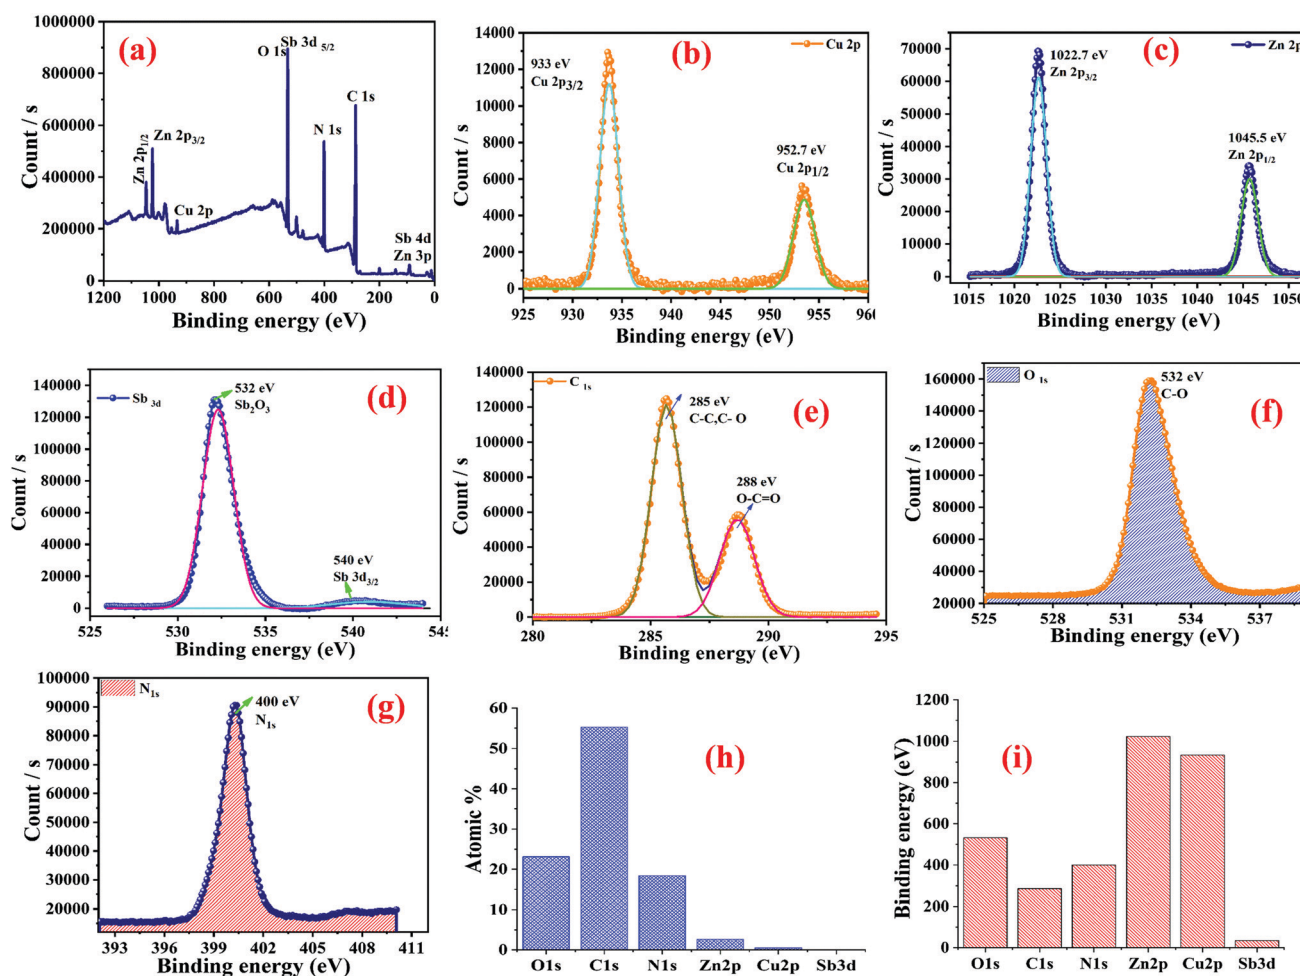 (a)
Sb 3d 5/2
O 1s
C 1s
N 1s
Zn 2p1/2
Zn 2p3/2
Cu 2p
Sb 4d
Zn 3p
Count / s
1000000
800000
600000
400000
200000
0
1200 1000 800 600 400 200 0
Binding energy (eV)
(b)
Cu 2p
933 eV
Cu 2p3/2
952.7 eV
Cu 2p1/2
Count / s
14000
12000
10000
8000
6000
4000
2000
0
925 930 935 940 945 950 955 960
Binding energy (eV)
(c)
Zn 2p
1022.7 eV
Zn 2p3/2
1045.5 eV
Zn 2p1/2
Count / s
70000
60000
50000
40000
30000
20000
10000
0
1015 1020 1025 1030 1035 1040 1045 1050
Binding energy (eV)
(d)
Sb 3d
532 eV
Sb2O3
540 eV
Sb 3d3/2
Count / s
140000
120000
100000
80000
60000
40000
20000
0
525 530 535 540 545
Binding energy (eV)
(e)
C 1s
285 eV
C-C,C- O
288 eV
O-C=O
Count / s
140000
120000
100000
80000
60000
40000
20000
0
280 285 290 295
Binding energy (eV)
(f)
O 1s
532 eV
C-O
Count / s
160000
140000
120000
100000
80000
60000
40000
20000
525 528 531 534 537
Binding energy (eV)
(g)
N1s
400 eV
N1s
Count / s
100000
90000
80000
70000
60000
50000
40000
30000
20000
393 396 399 402 405 408 411
Binding energy (eV)
(h)
Atomic %
60
50
40
30
20
10
0
O1s C1s N1s Zn2p Cu2p Sb3d
(i)
Binding energy (eV)
1200
1000
800
600
400
200
0
O1s C1s N1s Zn2p Cu2p Sb3d